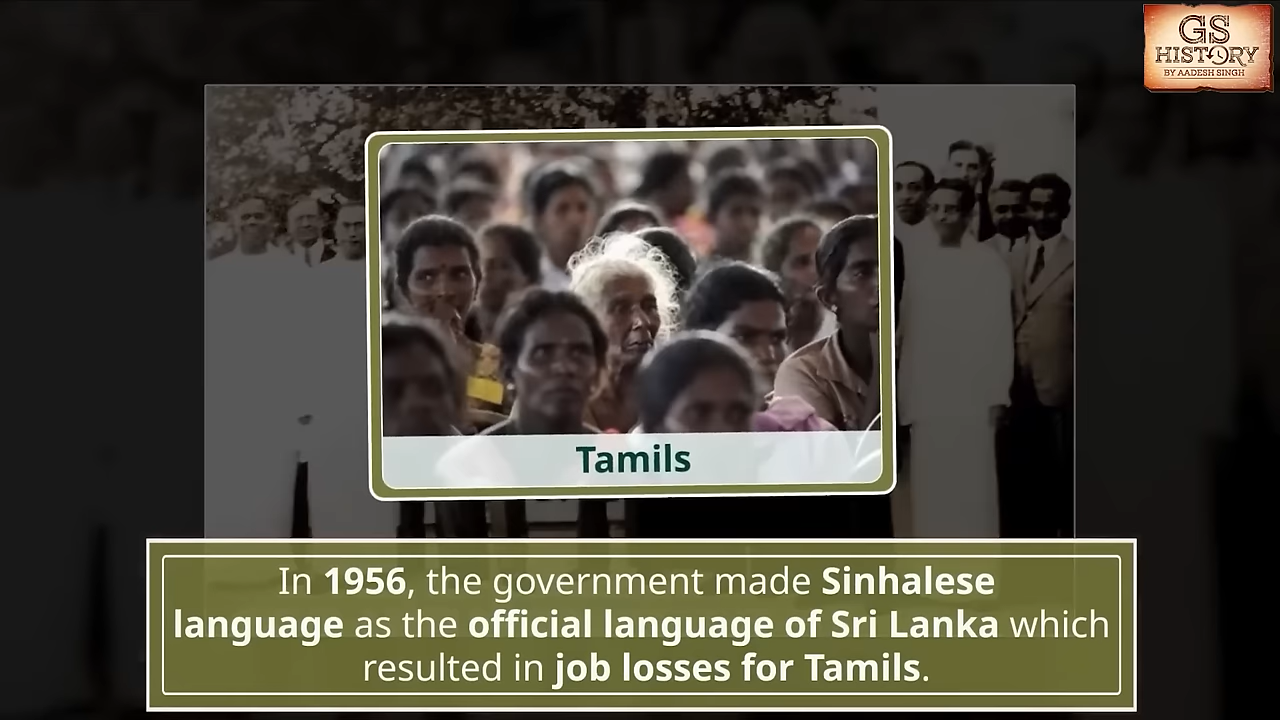 GS
HISTORY
BY AADESH SINGH
Tamils
In 1956, the government made Sinhalese
language as the official language of Sri Lanka which
resulted in job losses for Tamils.